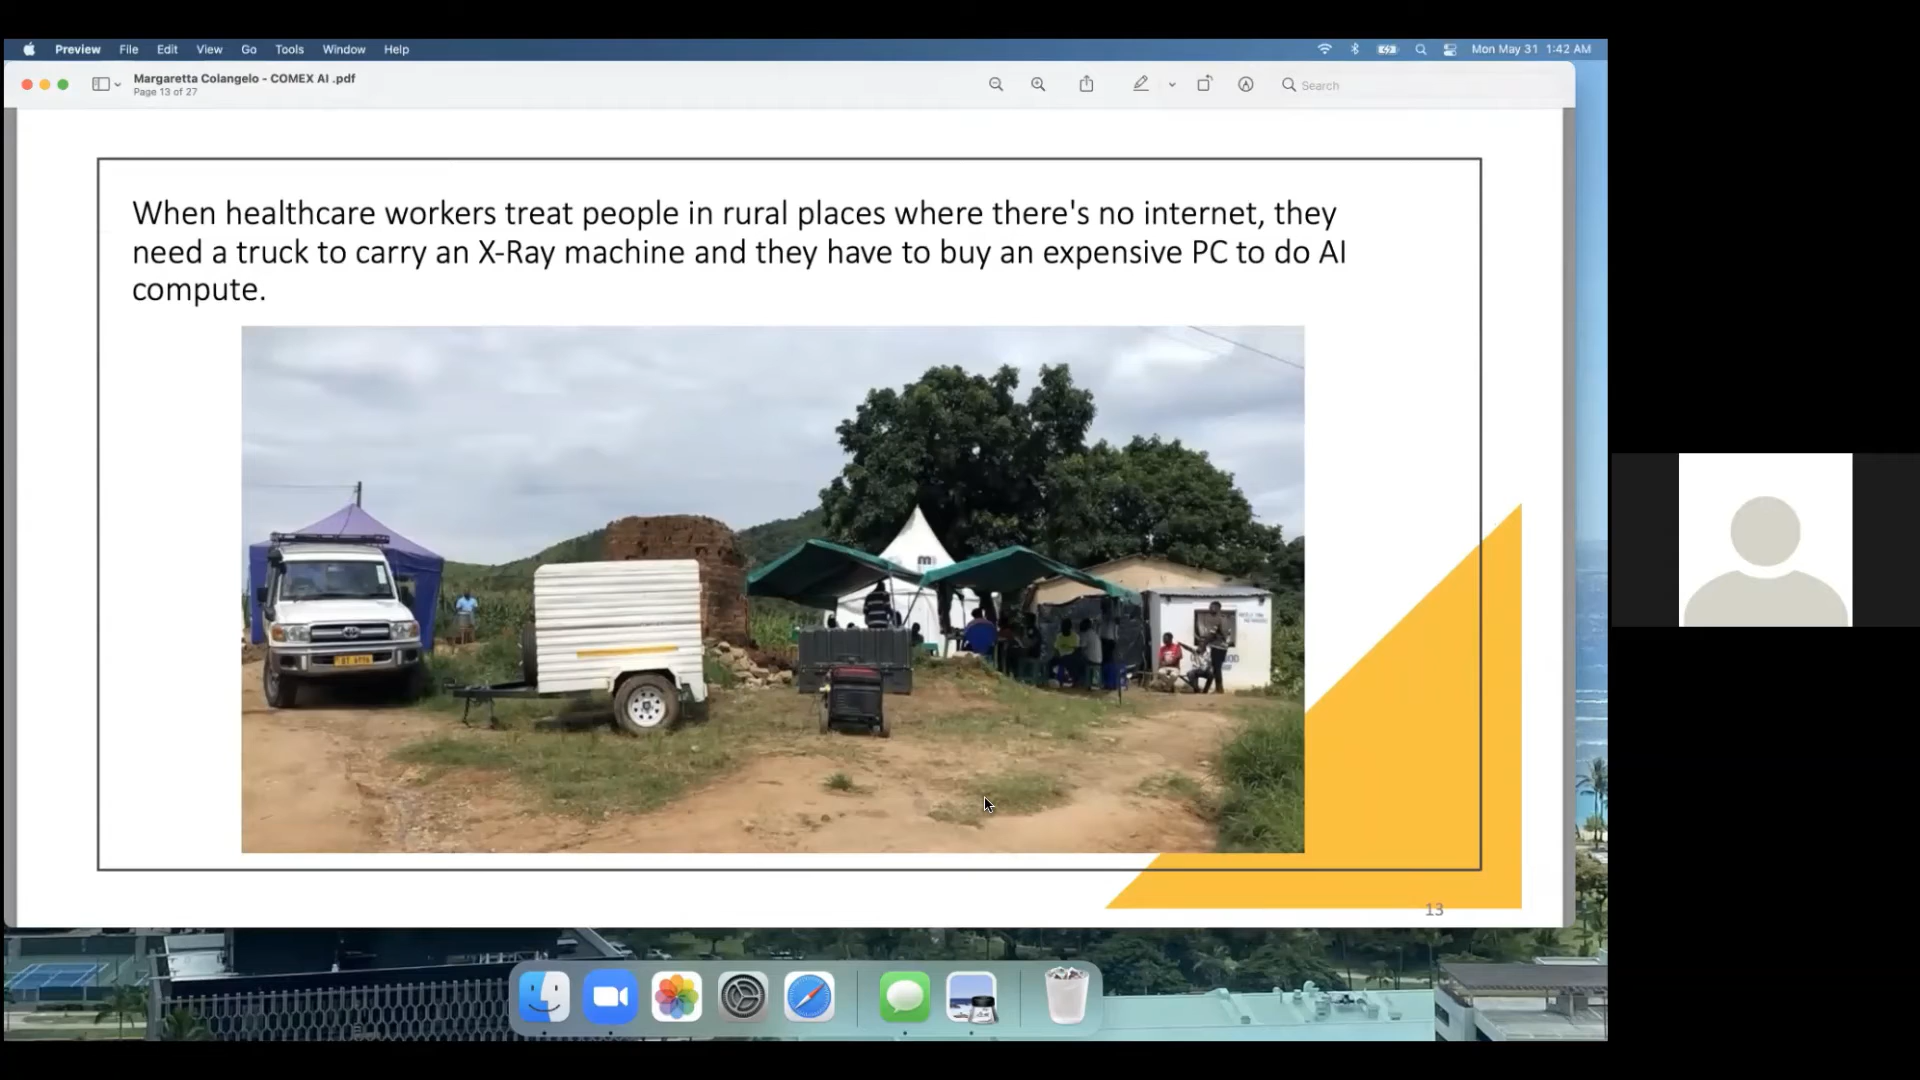 Preview File Edit View Go Tools Window Help Mon May 31 1:42 AM
Margaretta Colangelo - COMEX AI .pdf
Page 13 of 27
Search
When healthcare workers treat people in rural places where there's no internet, they
need a truck to carry an X-Ray machine and they have to buy an expensive PC to do AI
compute.
13